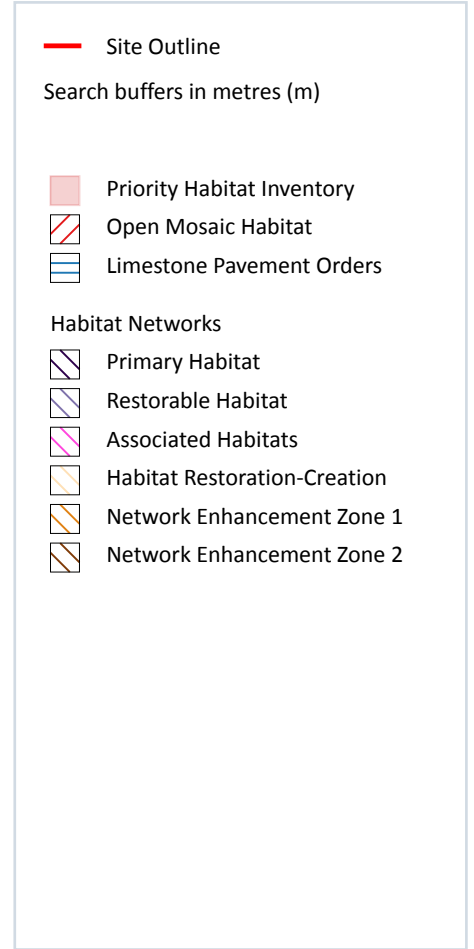 Site Outline
Search buffers in metres (m)
Priority Habitat Inventory
Open Mosaic Habitat
Limestone Pavement Orders
Habitat Networks
Primary Habitat
Restorable Habitat
Associated Habitats
Habitat Restoration-Creation
Network Enhancement Zone 1
Network Enhancement Zone 2